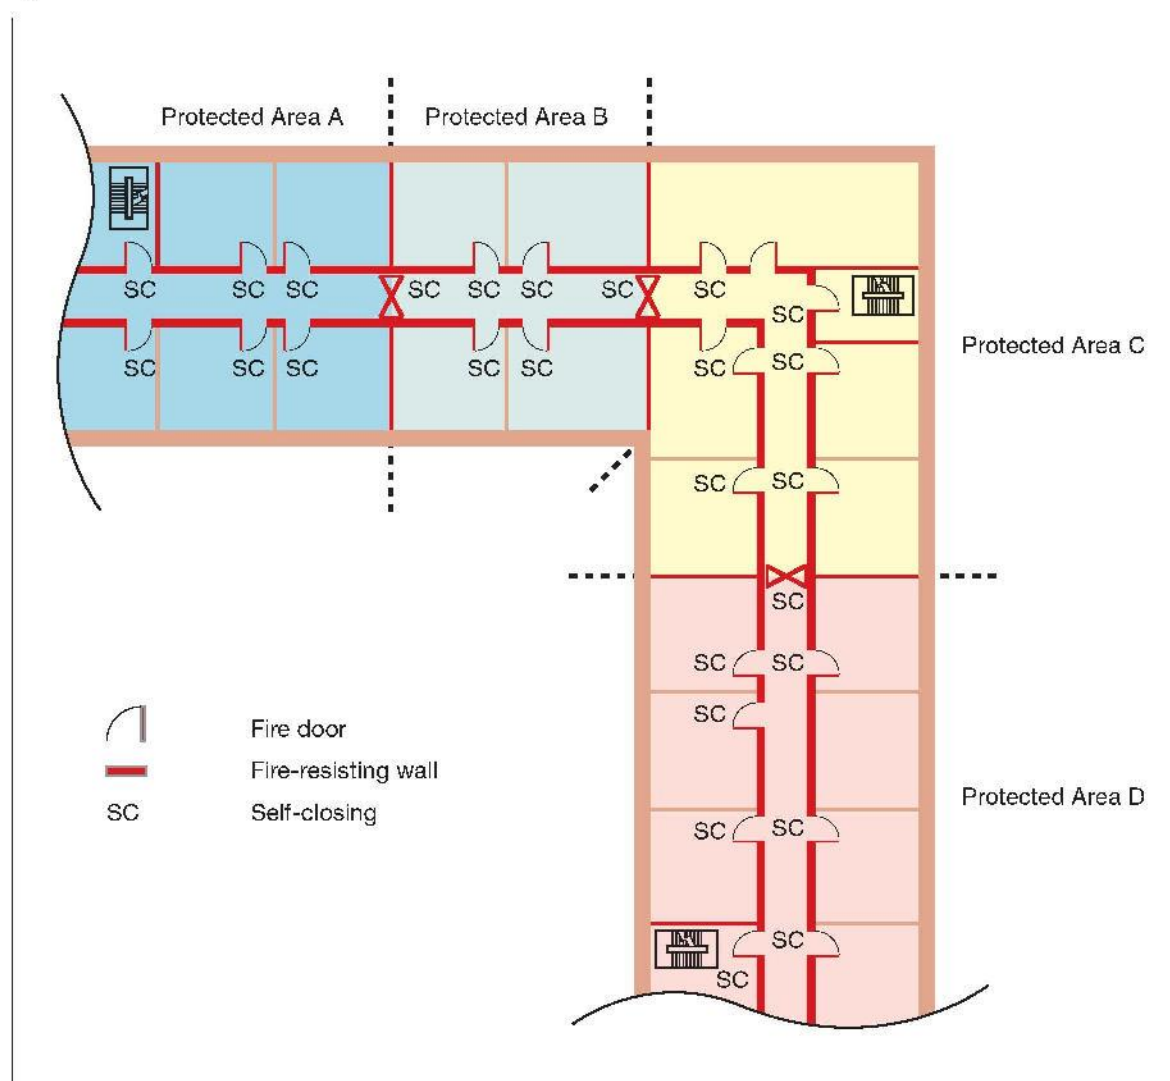 Protected Area A
Protected Area B
SC SC SC SC SC SC SC SC
SC SC SC SC SC SC
SC
SC
Protected Area C
SC
SC SC
SC
SC SC
SC
Fire door
SC
Fire-resisting wall
Protected Area D
SC Self-closing
SC SC
SC
SC